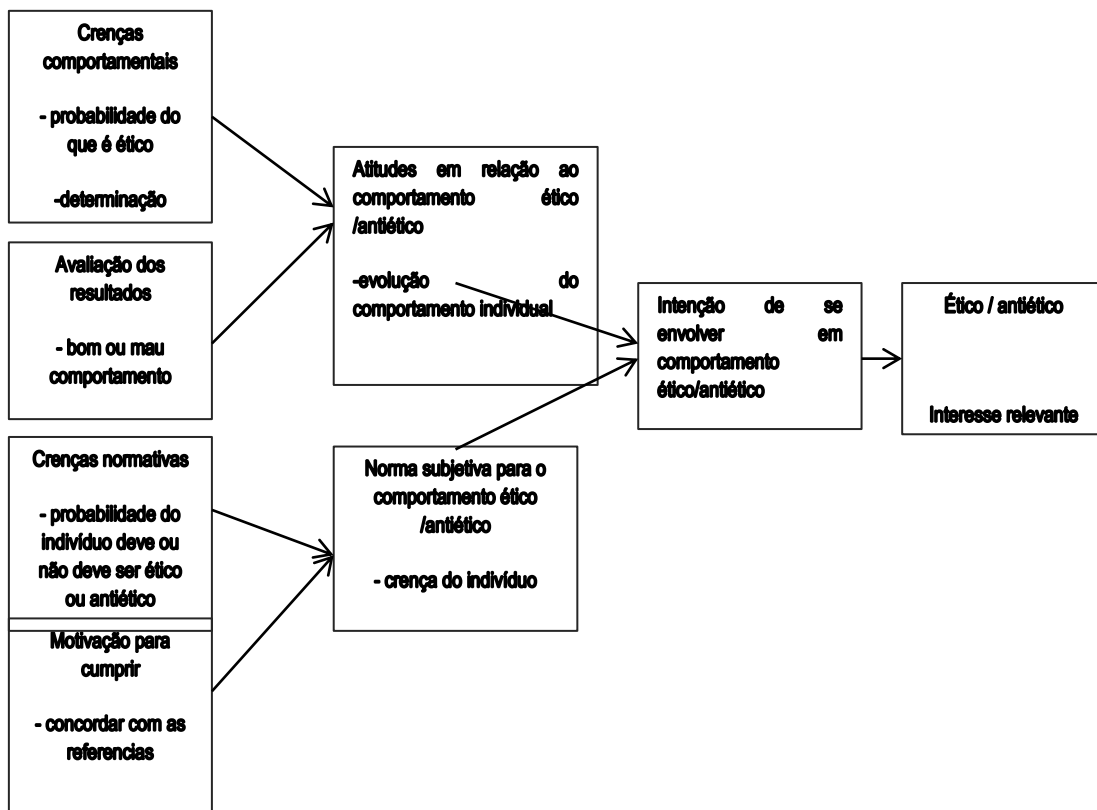 Crenças
comportamentais
- probabilidade do
que é ético
-determinação
Avaliação dos
resultados
- bom ou mau
comportamento
Crenças normativas
- probabilidade do
indivíduo deve ou
não deve ser ético
ou antiético
Motivação para
cumprir
- concordar com as
referencias
Atitudes em relação ao
comportamento ético
/antiético
-evolução do
comportamento individual
Norma subjetiva para o
comportamento ético
/antiético
- crença do indivíduo
Intenção de se
envolver em
comportamento
ético/antiético
Ético / antiético
Interesse relevante